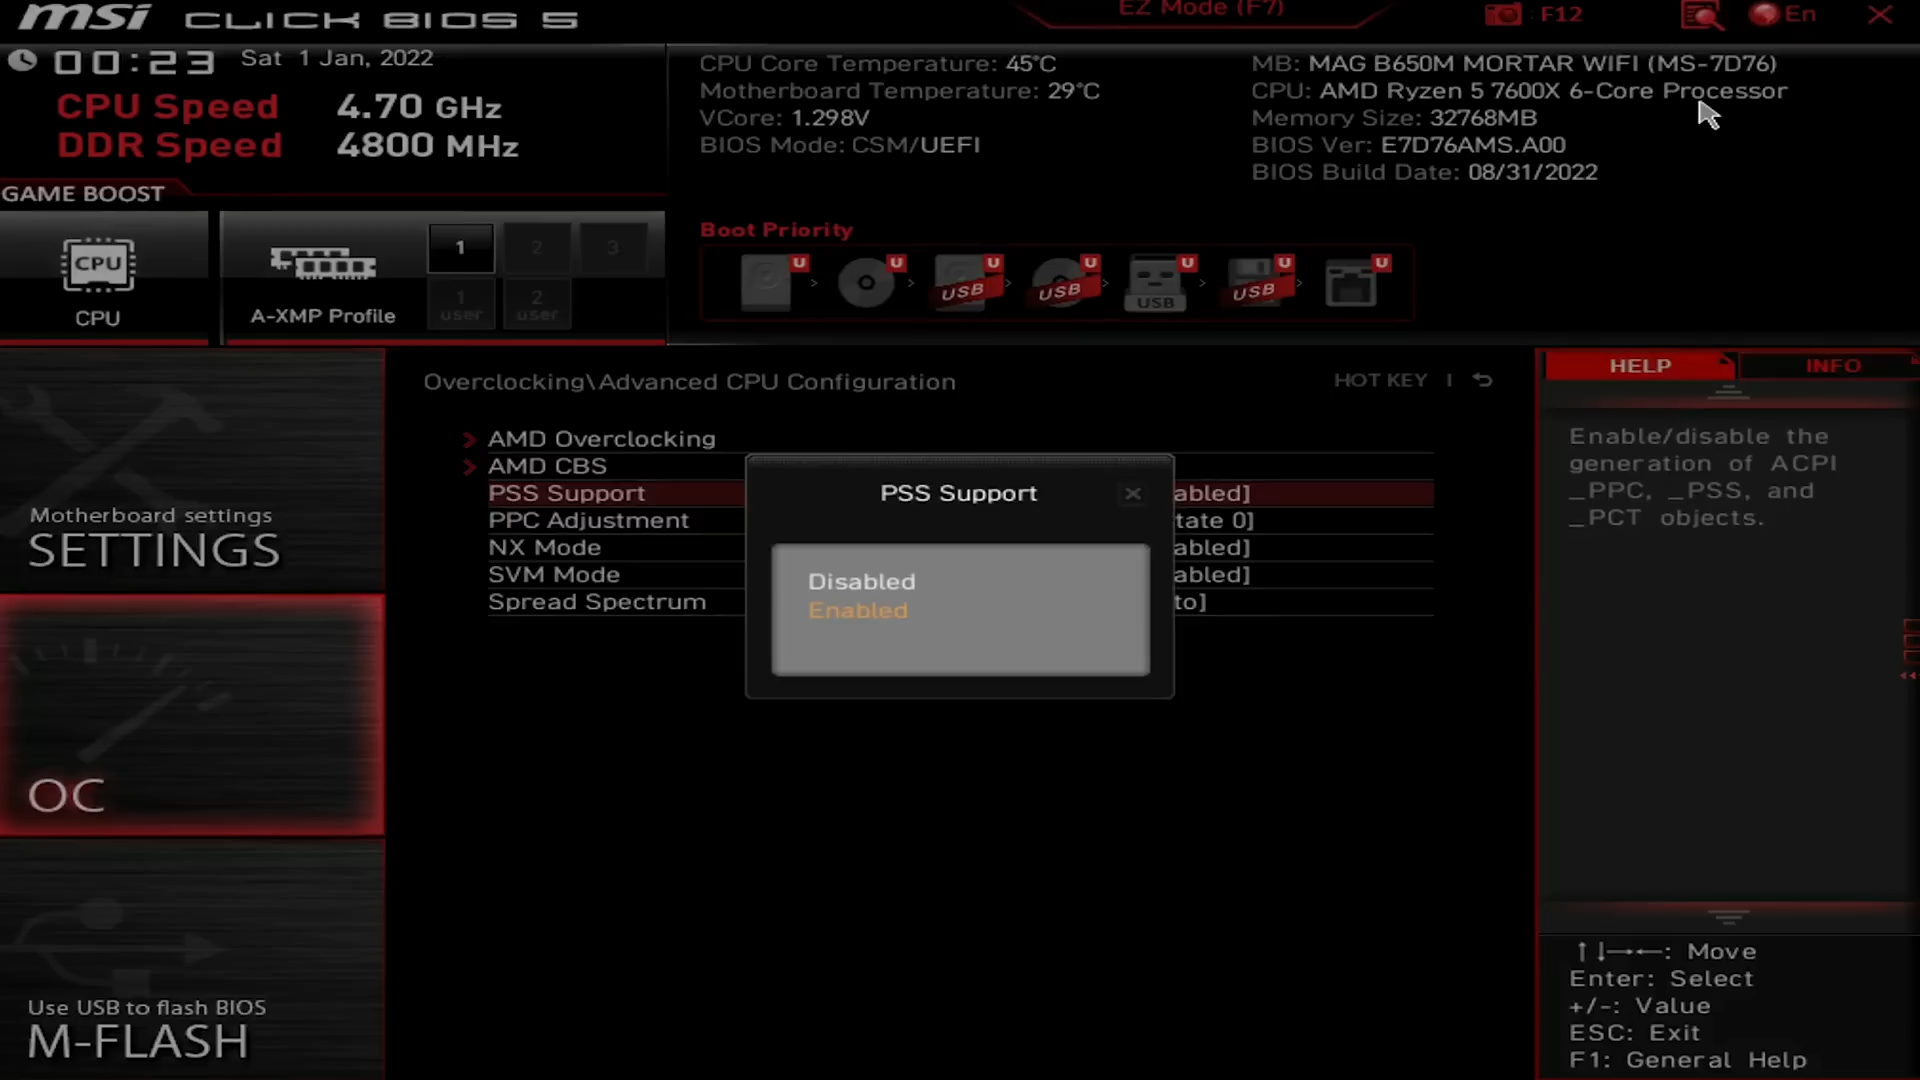 msi CLICK BIOS 5
EZ Mode (F7)
: F12
En
00:23
Sat 1 Jan, 2022
CPU Speed 4.70 GHz
DDR Speed 4800 MHz
CPU Core Temperature: 45°C
Motherboard Temperature: 29°C
VCore: 1.298V
BIOS Mode: CSM/UEFI
MB: MAG B650M MORTAR WIFI (MS-7D76)
CPU: AMD Ryzen 5 7600X 6-Core Processor
Memory Size: 32768MB
BIOS Ver: E7D76AMS.A00
BIOS Build Date: 08/31/2022
GAME BOOST
CPU
CPU
A-XMP Profile
1 2 3
1 user
2 user
Boot Priority
U U U U U U U
USB USB USB USB
Motherboard settings
SETTINGS
OC
Use USB to flash BIOS
M-FLASH
Overclocking\Advanced CPU Configuration
HOT KEY
AMD Overclocking
AMD CBS
PSS Support abled]
PPC Adjustment tate 0]
NX Mode abled]
SVM Mode abled]
Spread Spectrum to]
PSS Support
Disabled
Enabled
HELP
INFO
Enable/disable the
generation of ACPI
_PPC, _PSS, and
_PCT objects.
↑↓→←: Move
Enter: Select
+/-: Value
ESC: Exit
F1: General Help